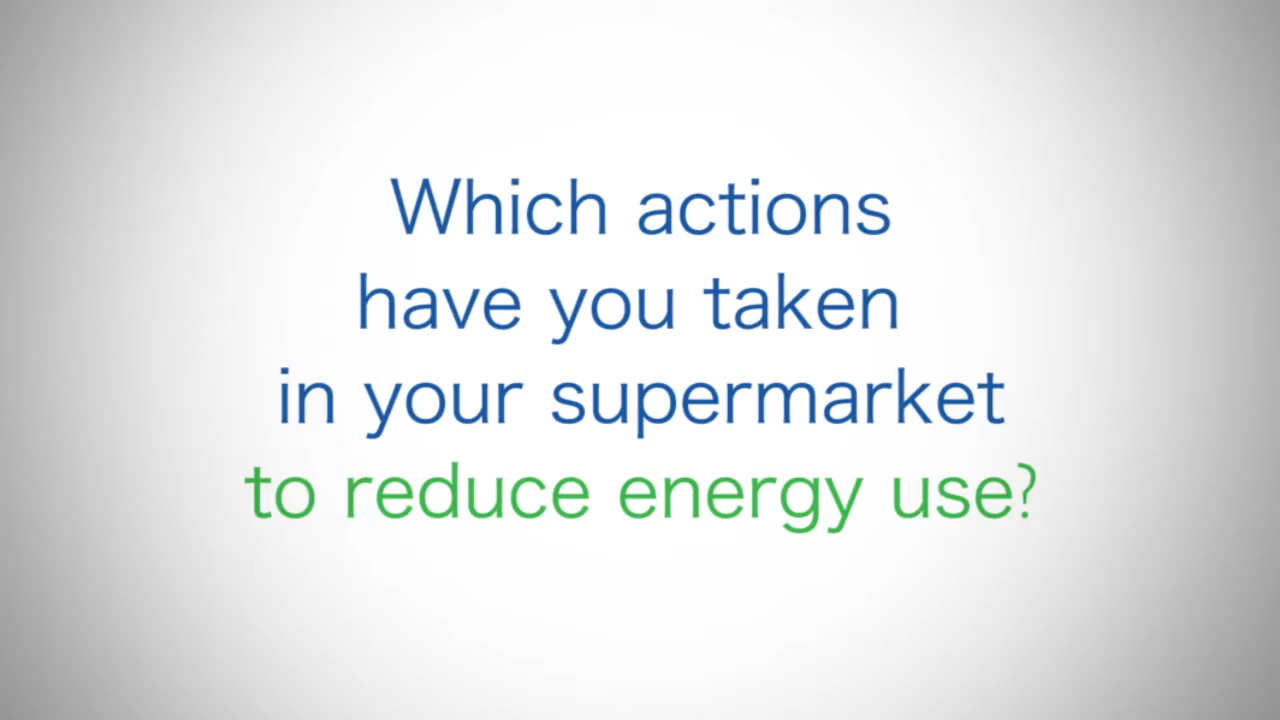 Which actions
have you taken
in your supermarket
to reduce energy use?